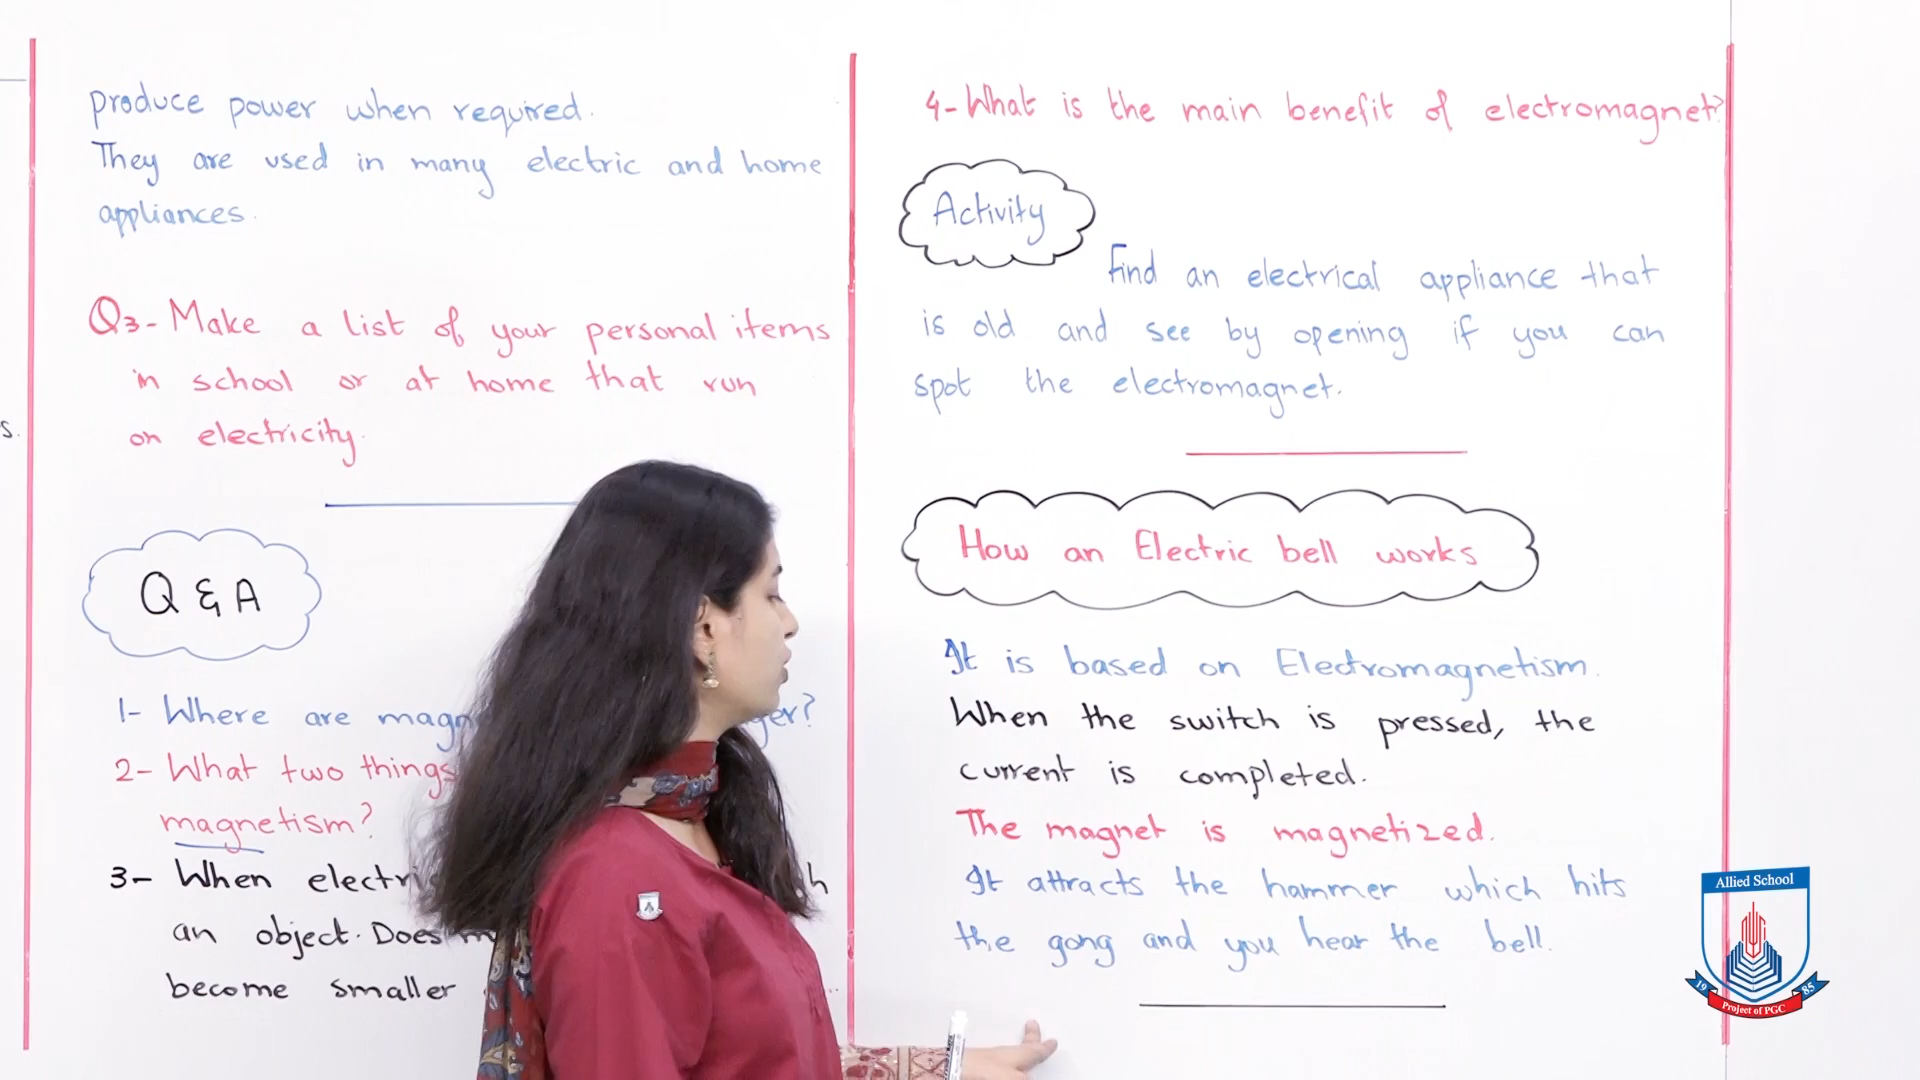 produce power when required.
They are used in many electric and home
appliances.
Q3- Make a list of your personal items
in school or at home that run
on electricity.
Q & A
1- Where are
2- What two things
magnetism?
3- When
an object. Does
become smaller
s.
4- What is the main benefit of electromagnet?
Activity
Find an electrical appliance that
is old and see by opening if you can
spot the electromagnet.
How an Electric bell works
It is based on Electromagnetism.
When the switch is pressed, the
current is completed.
The magnet is magnetized.
It attracts the hammer which hits
the gong and you hear the bell.
Allied School
19 85
Project of PGC